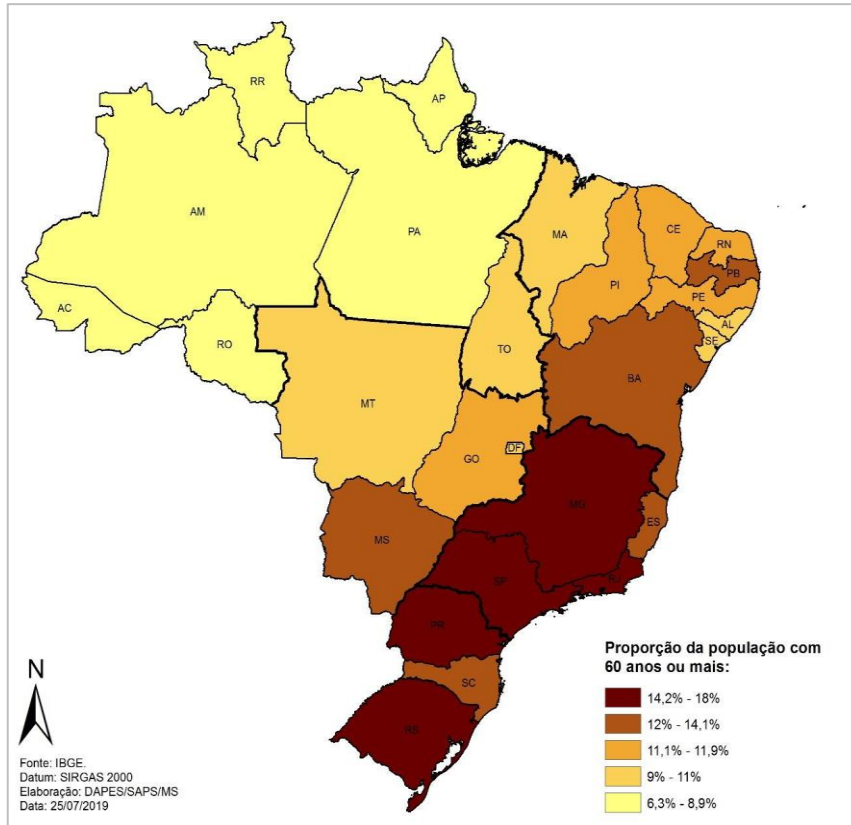 RR
AP
AM
PA
MA
CE
RN
PB
PI
PE
AL
SE
AC
RO
TO
BA
MT
GO
DF
MG
ES
MS
SP
RJ
PR
SC
RS
N
Proporção da população com
60 anos ou mais:
14,2% - 18%
12% - 14,1%
11,1% - 11,9%
9% - 11%
6,3% - 8,9%
Fonte: IBGE.
Datum: SIRGAS 2000
Elaboração: DAPES/SAPS/MS
Data: 25/07/2019